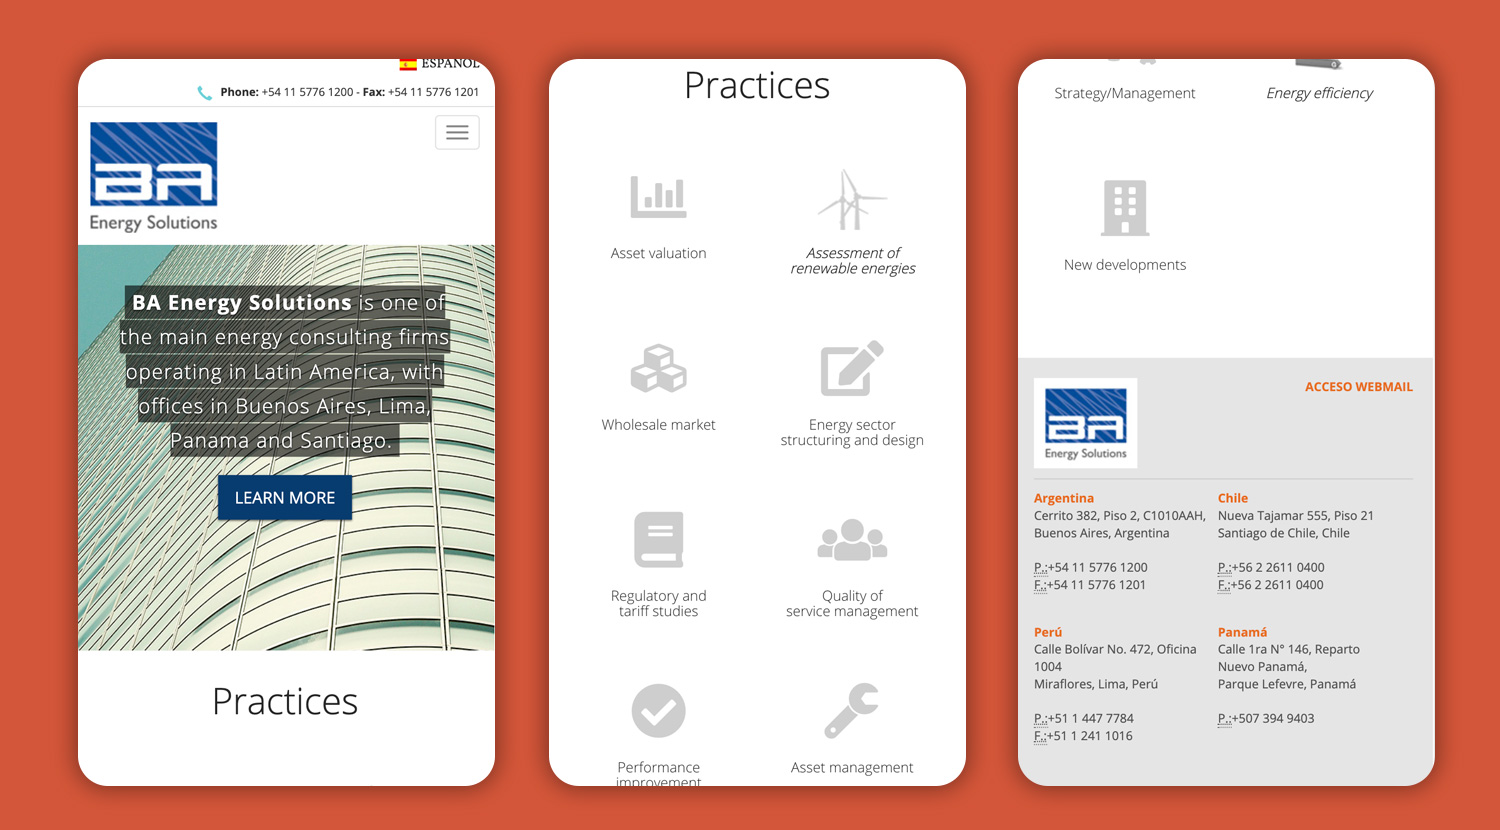 ESPAÑOL
Phone: +54 11 5776 1200 - Fax: +54 11 5776 1201
BA
Energy Solutions
BA Energy Solutions is one of
the main energy consulting firms
operating in Latin America, with
offices in Buenos Aires, Lima,
Panama and Santiago.
LEARN MORE
Practices
Practices
Asset valuation
Assessment of
renewable energies
Wholesale market
Energy sector
structuring and design
Regulatory and
tariff studies
Quality of
service management
Performance
improvement
Asset management
Strategy/Management
Energy efficiency
New developments
BA
Energy Solutions
ACCESO WEBMAIL
Argentina
Cerrito 382, Piso 2, C1010AAH,
Buenos Aires, Argentina
P.:+54 11 5776 1200
F.:+54 11 5776 1201
Chile
Nueva Tajamar 555, Piso 21
Santiago de Chile, Chile
P.:+56 2 2611 0400
F.:+56 2 2611 0400
Perú
Calle Bolívar No. 472, Oficina
1004
Miraflores, Lima, Perú
P.:+51 1 447 7784
F.:+51 1 241 1016
Panamá
Calle 1ra N° 146, Reparto
Nuevo Panamá,
Parque Lefevre, Panamá
P.:+507 394 9403